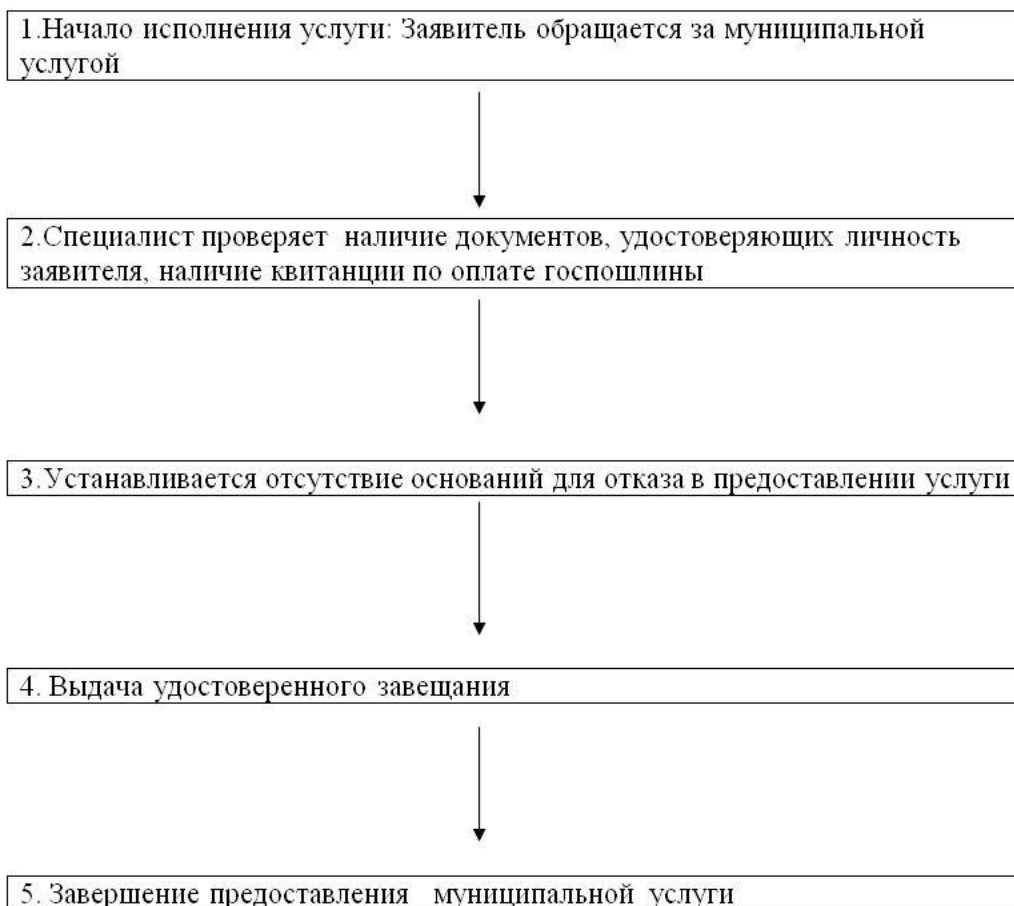 1.Начало исполнения услуги: Заявитель обращается за муниципальной
услугой
2.Специалист проверяет наличие документов, удостоверяющих личность
заявителя, наличие квитанции по оплате госпошлины
3.Устанавливается отсутствие оснований для отказа в предоставлении услуги
4. Выдача удостоверенного завещания
5. Завершение предоставления муниципальной услуги